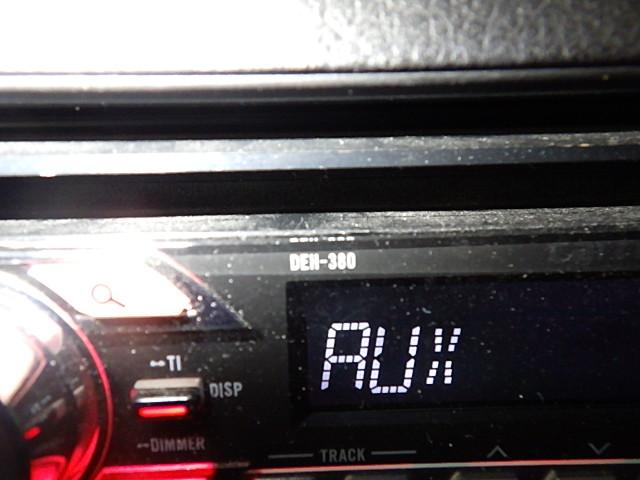 DEH-380
AUX
TI
DISP
DIMMER
TRACK